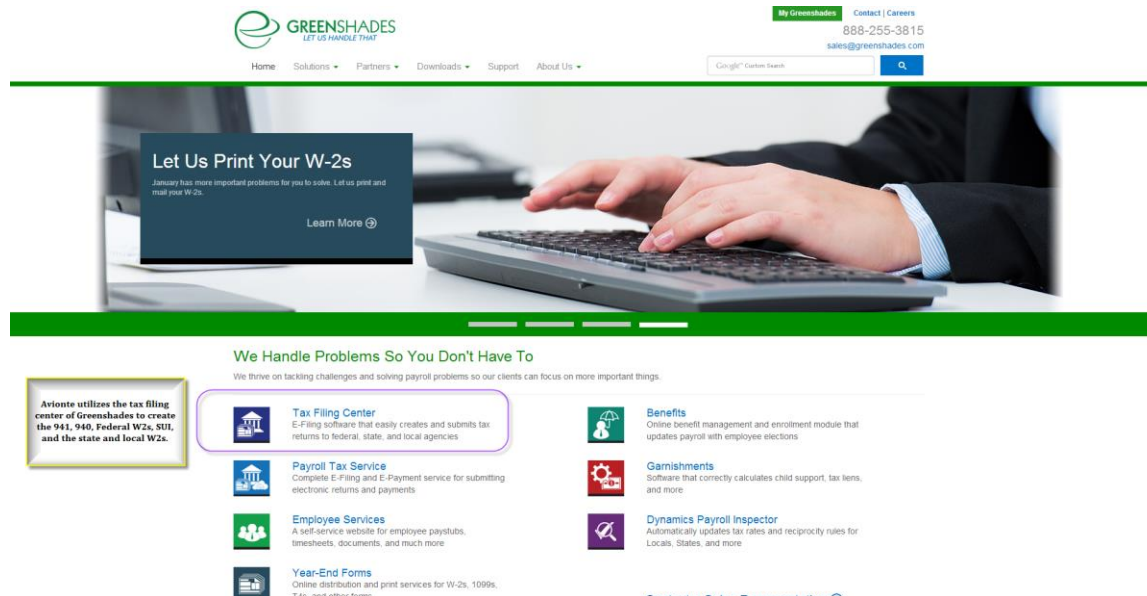 GREENSHADES
LET US HANDLE THAT
My Greenshades Contact | Careers
888-255-3815
sales@greenshades.com
Home Solutions Partners Downloads Support About Us
Google™ Custom Search
Let Us Print Your W-2s
January has more important problems for you to solve. Let us print and
mail your W-2s.
Learn More
We Handle Problems So You Don't Have To
We thrive on tackling challenges and solving payroll problems so our clients can focus on more important things.
Avionte utilizes the tax filing
center of Greenshades to create
the 941, 940, Federal W2s, SUI,
and the state and local W2s.
Tax Filing Center
E-Filing software that easily creates and submits tax
returns to federal, state, and local agencies
Payroll Tax Service
Complete E-Filing and E-Payment service for submitting
electronic returns and payments
Employee Services
A self-service website for employee paystubs,
timesheets, documents, and much more
Year-End Forms
Online distribution and print services for W-2s, 1099s,
Benefits
Online benefit management and enrollment module that
updates payroll with employee elections
Garnishments
Software that correctly calculates child support, tax liens,
and more
Dynamics Payroll Inspector
Automatically updates tax rates and reciprocity rules for
Locals, States, and more